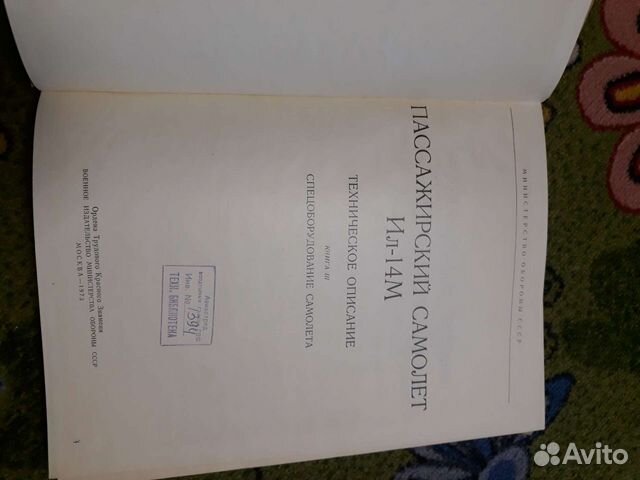 МИНИСТЕРСТВО ОБОРОНЫ СССР
ПАССАЖИРСКИЙ САМОЛЕТ
Ил-14М
ТЕХНИЧЕСКОЕ ОПИСАНИЕ
КНИГА III
СПЕЦОБОРУДОВАНИЕ САМОЛЕТА
Инв. №
ТЕХН. БИБЛИОТЕКА
Ордена Трудового Красного Знамени
ВОЕННОЕ ИЗДАТЕЛЬСТВО МИНИСТЕРСТВА ОБОРОНЫ СССР
МОСКВА—1973
Avito